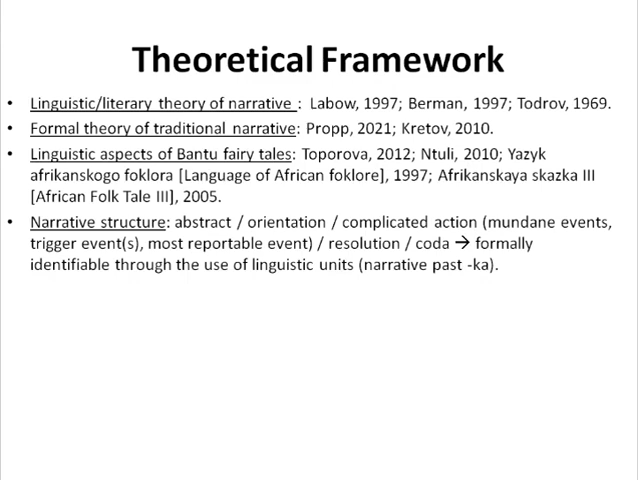 Theoretical Framework
• Linguistic/literary theory of narrative : Labow, 1997; Berman, 1997; Todrov, 1969.
• Formal theory of traditional narrative: Propp, 2021; Kretov, 2010.
• Linguistic aspects of Bantu fairy tales: Toporova, 2012; Ntuli, 2010; Yazyk
afrikanskogo foklora [Language of African foklore], 1997; Afrikanskaya skazka III
[African Folk Tale III], 2005.
• Narrative structure: abstract / orientation / complicated action (mundane events,
trigger event(s), most reportable event) / resolution / coda → formally
identifiable through the use of linguistic units (narrative past -ka).